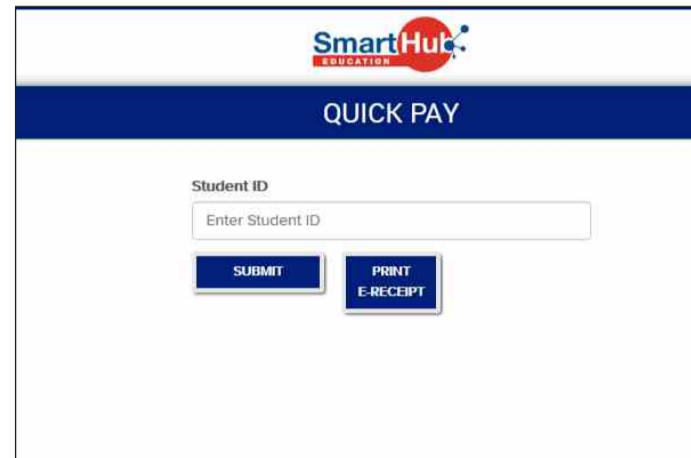 SmartHub
EDUCATION
QUICK PAY
Student ID
Enter Student ID
SUBMIT
PRINT
E-RECEIPT